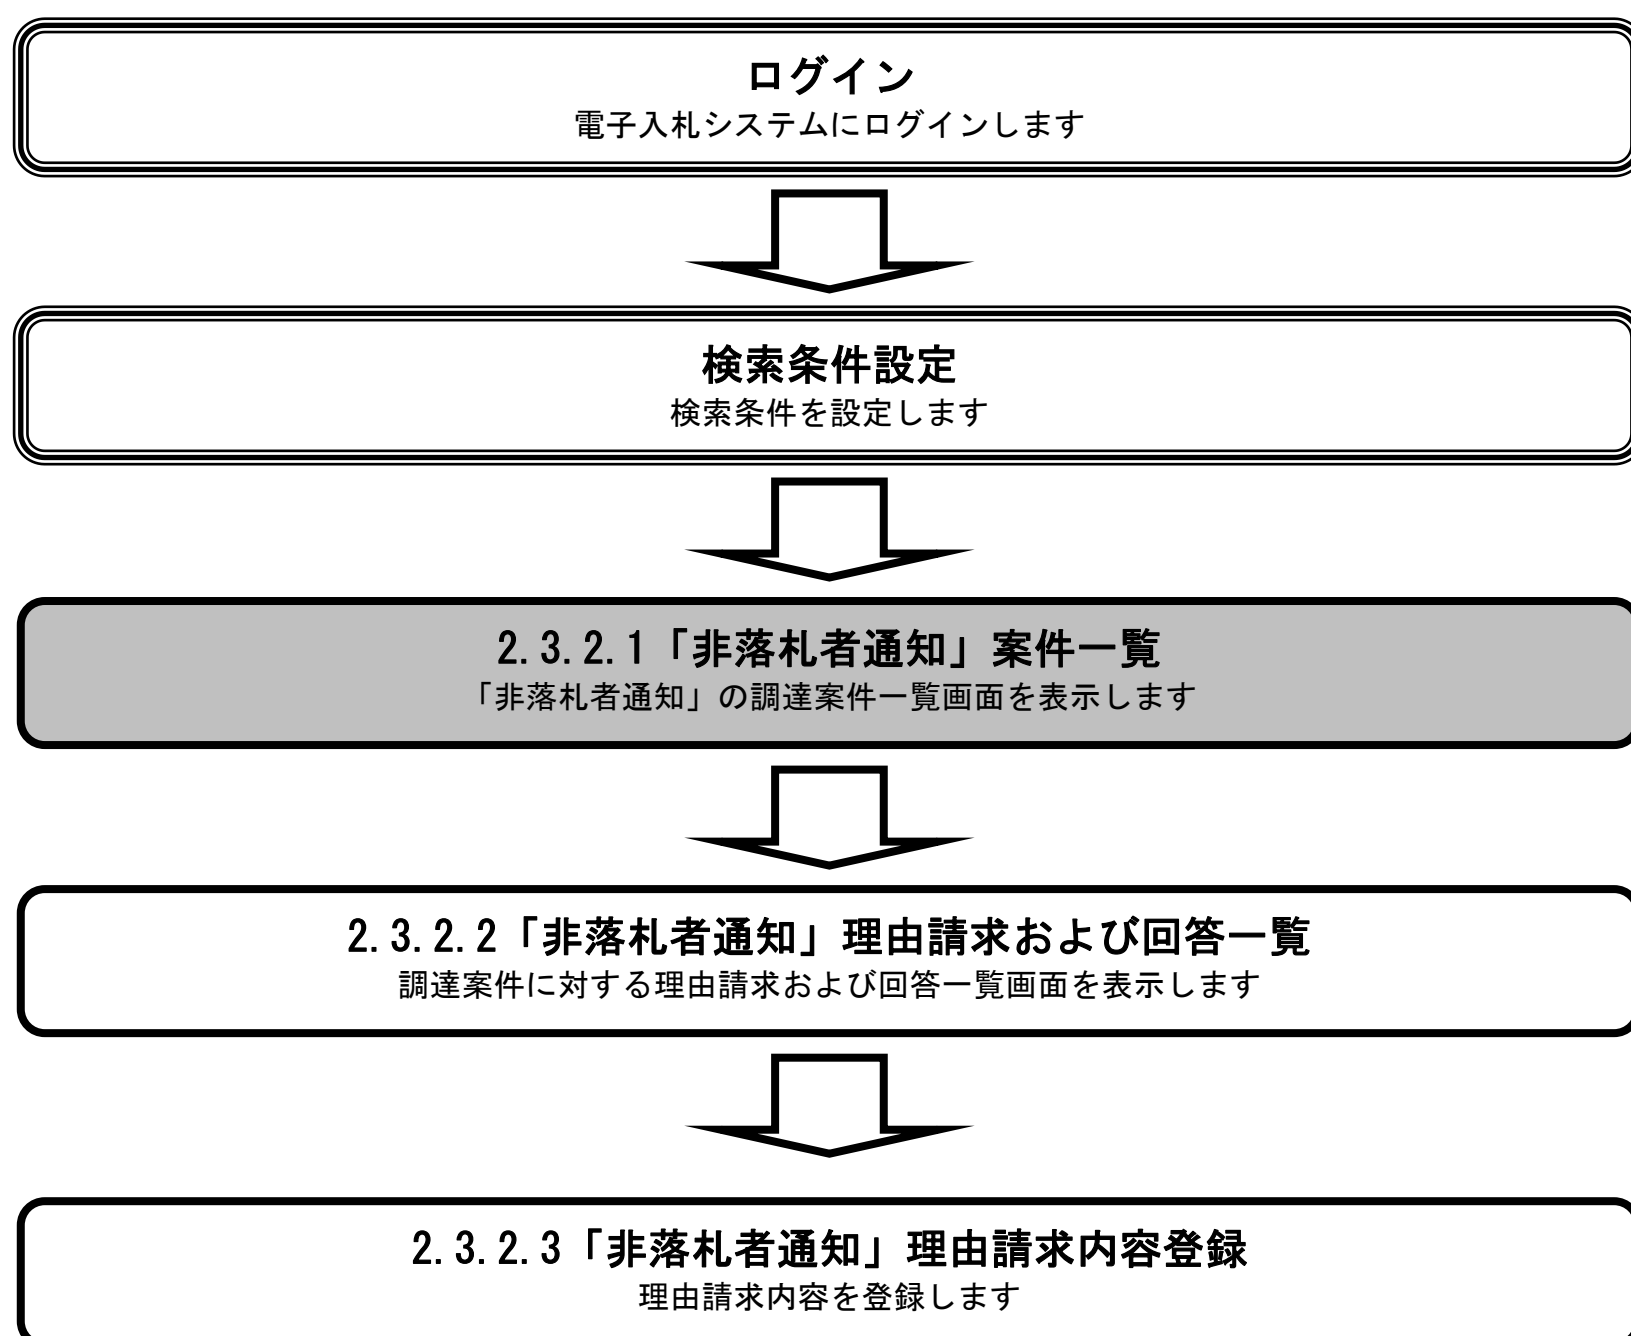 ログイン
電子入札システムにログインします
検索条件設定
検索条件を設定します
2.3.2.1「非落札者通知」案件一覧
「非落札者通知」の調達案件一覧画面を表示します
2.3.2.2「非落札者通知」理由請求および回答一覧
調達案件に対する理由請求および回答一覧画面を表示します
2.3.2.3「非落札者通知」理由請求内容登録
理由請求内容を登録します